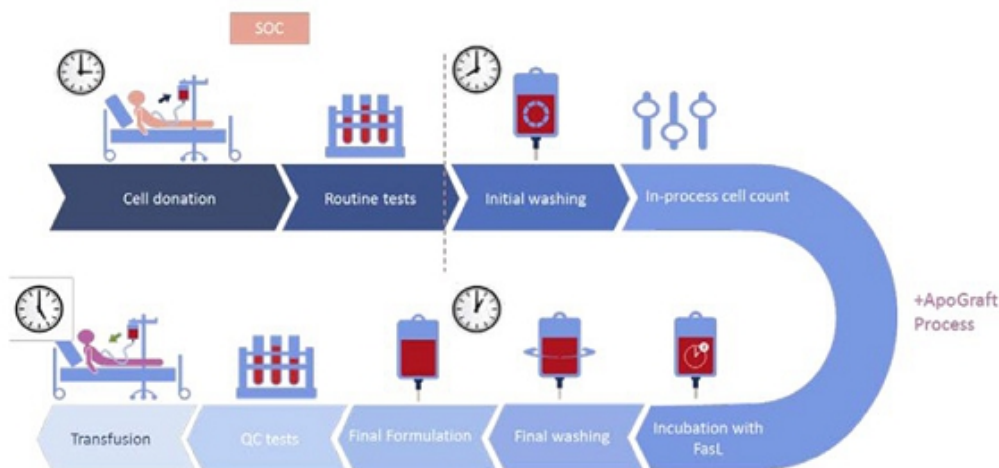 SOC
Cell donation
Routine tests
Initial washing
In-process cell count
+ApoGraft
Process
Transfusion
QC tests
Final Formulation
Final washing
Incubation with
FasL